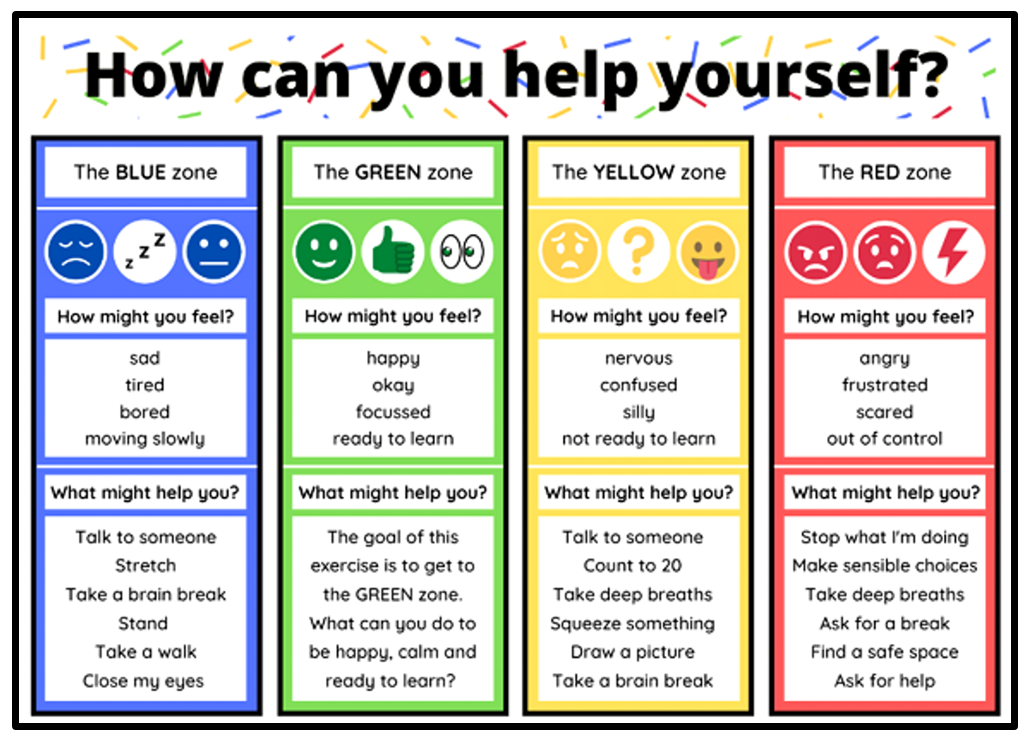 How can you help yourself?
The BLUE zone
z z Z
How might you feel?
sad
tired
bored
moving slowly
What might help you?
Talk to someone
Stretch
Take a brain break
Stand
Take a walk
Close my eyes
The GREEN zone
How might you feel?
happy
okay
focussed
ready to learn
What might help you?
The goal of this
exercise is to get to
the GREEN zone.
What can you do to
be happy, calm and
ready to learn?
The YELLOW zone
?
How might you feel?
nervous
confused
silly
not ready to learn
What might help you?
Talk to someone
Count to 20
Take deep breaths
Squeeze something
Draw a picture
Take a brain break
The RED zone
How might you feel?
angry
frustrated
scared
out of control
What might help you?
Stop what I'm doing
Make sensible choices
Take deep breaths
Ask for a break
Find a safe space
Ask for help